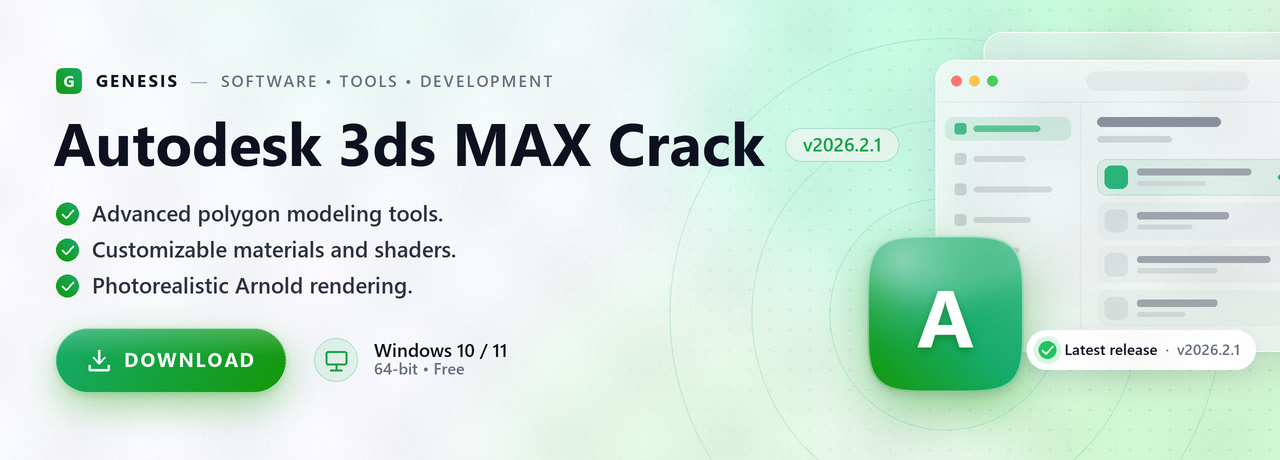 G GENESIS — SOFTWARE • TOOLS • DEVELOPMENT
Autodesk 3ds MAX Crack v2026.2.1
Advanced polygon modeling tools.
Customizable materials and shaders.
Photorealistic Arnold rendering.
DOWNLOAD
Windows 10 / 11
64-bit • Free
A
Latest release · v2026.2.1